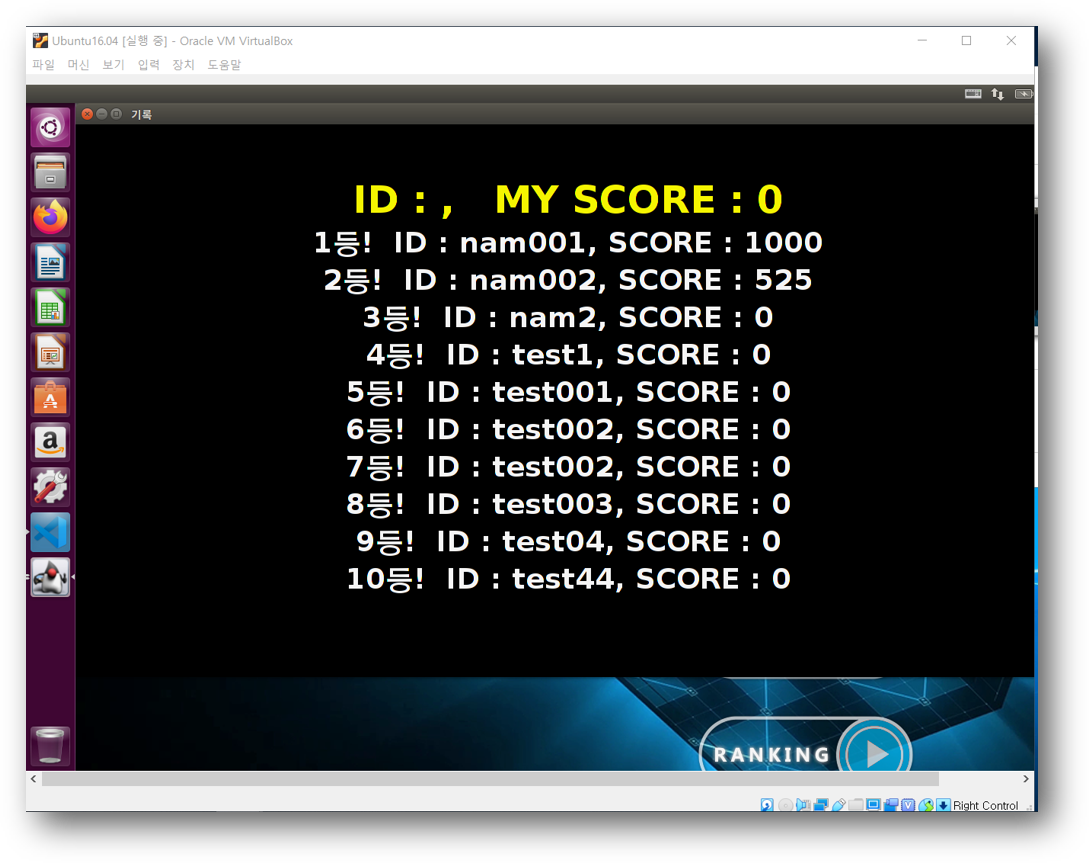 Ubuntu16.04 [실행 중] - Oracle VM VirtualBox
파일 머신 보기 입력 장치 도움말
기록
ID : , MY SCORE : 0
1등! ID : nam001, SCORE : 1000
2등! ID : nam002, SCORE : 525
3등! ID : nam2, SCORE : 0
4등! ID : test1, SCORE : 0
5등! ID : test001, SCORE : 0
6등! ID : test002, SCORE : 0
7등! ID : test002, SCORE : 0
8등! ID : test003, SCORE : 0
9등! ID : test04, SCORE : 0
10등! ID : test44, SCORE : 0
RANKING
Right Control